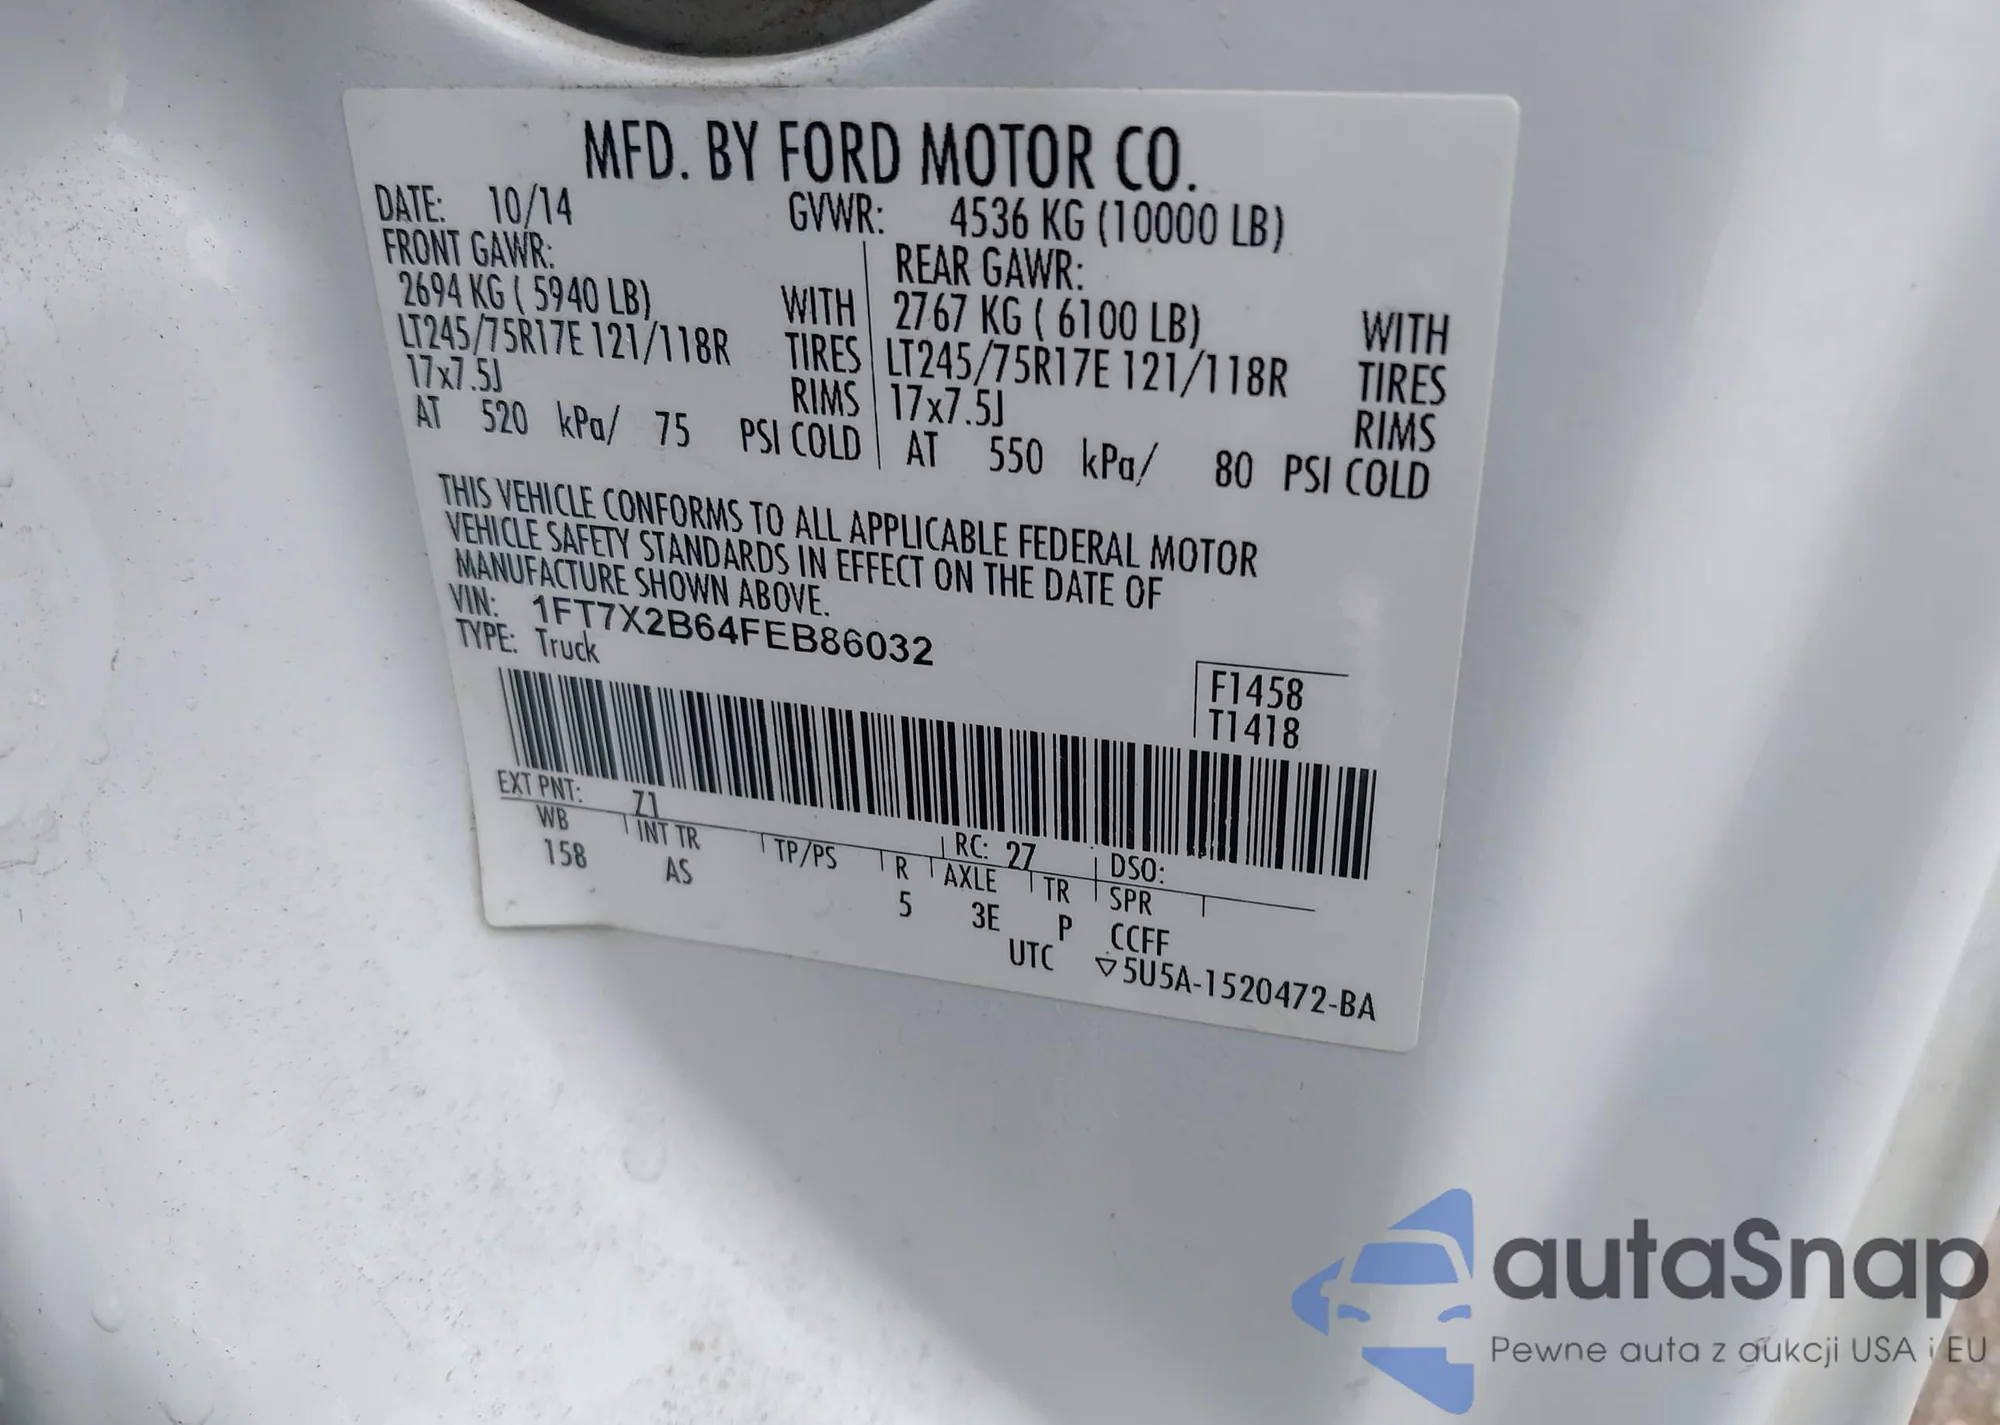 MFD. BY FORD MOTOR CO.
DATE: 10/14 GVWR: 4536 KG (10000 LB)
FRONT GAWR: REAR GAWR:
2694 KG ( 5940 LB) WITH 2767 KG ( 6100 LB) WITH
LT245/75R17E 121/118R TIRES LT245/75R17E 121/118R TIRES
17x7.5J RIMS 17x7.5J RIMS
AT 520 kPa/ 75 PSI COLD AT 550 kPa/ 80 PSI COLD
THIS VEHICLE CONFORMS TO ALL APPLICABLE FEDERAL MOTOR
VEHICLE SAFETY STANDARDS IN EFFECT ON THE DATE OF
MANUFACTURE SHOWN ABOVE.
VIN: 1FT7X2B64FEB86032
TYPE: Truck
F1458
T1418
EXT PNT: Z1 RC: 27 DSO:
WB INT TR TP/PS R AXLE TR SPR
158 AS 5 3E P CCFF
UTC ▽5U5A-1520472-BA
autaSnap
Pewne auta z aukcji USA i EU